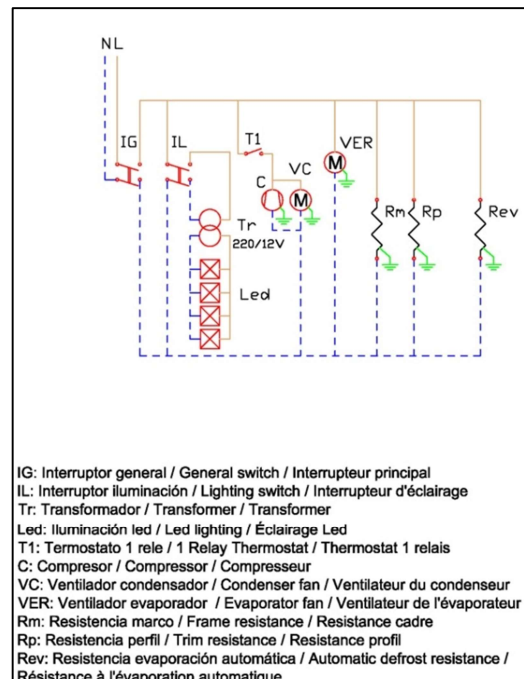 NL
IG IL T1 VER
VC
C
Rm Rp Rev
Tr
220/12V
Led
M
M
IG: Interruptor general / General switch / Interrupteur principal
IL: Interruptor iluminación / Lighting switch / Interrupteur d'éclairage
Tr: Transformador / Transformer / Transformer
Led: Iluminación led / Led lighting / Éclairage Led
T1: Termostato 1 rele / 1 Relay Thermostat / Thermostat 1 relais
C: Compresor / Compressor / Compresseur
VC: Ventilador condensador / Condenser fan / Ventilateur du condenseur
VER: Ventilador evaporador / Evaporator fan / Ventilateur de l'évaporateur
Rm: Resistencia marco / Frame resistance / Resistance cadre
Rp: Resistencia perfil / Trim resistance / Resistance profil
Rev: Resistencia evaporación automática / Automatic defrost resistance /
Résistance à l'évaporation automatique